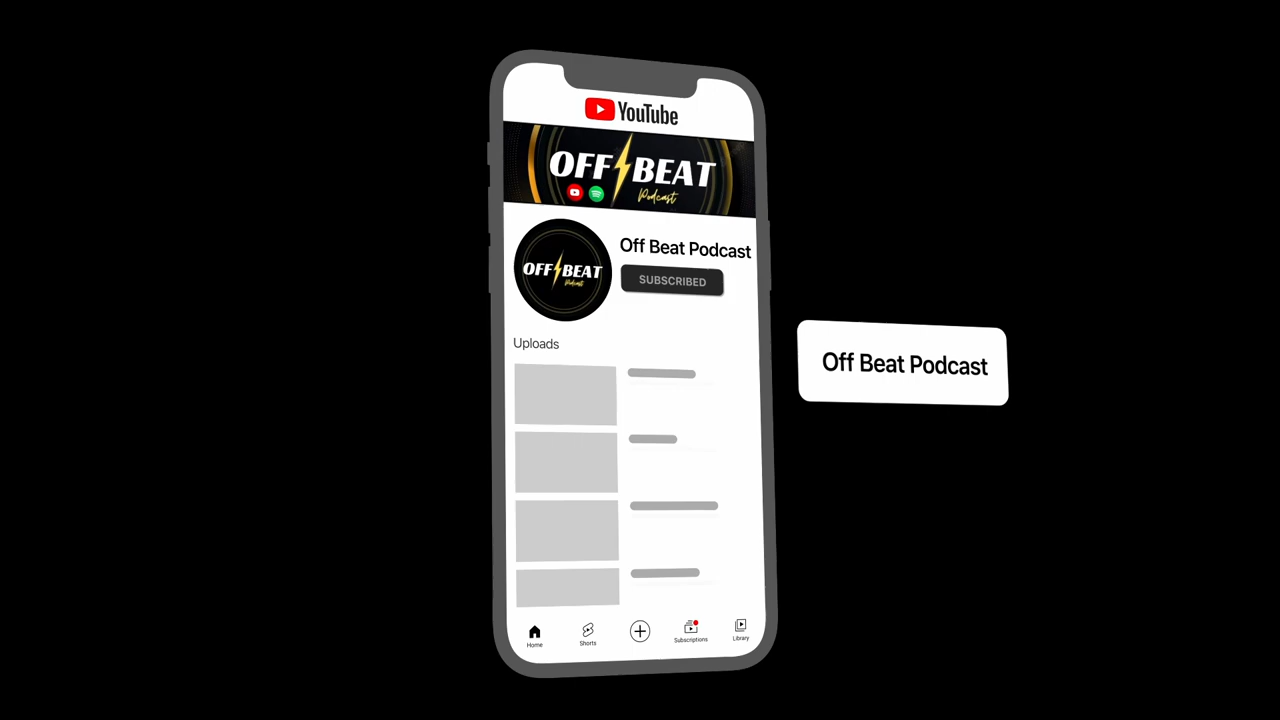 YouTube
OFF BEAT
Podcast
OFF BEAT
Podcast
Off Beat Podcast
SUBSCRIBED
Uploads
Off Beat Podcast
Home
Shorts
Subscriptions
Library